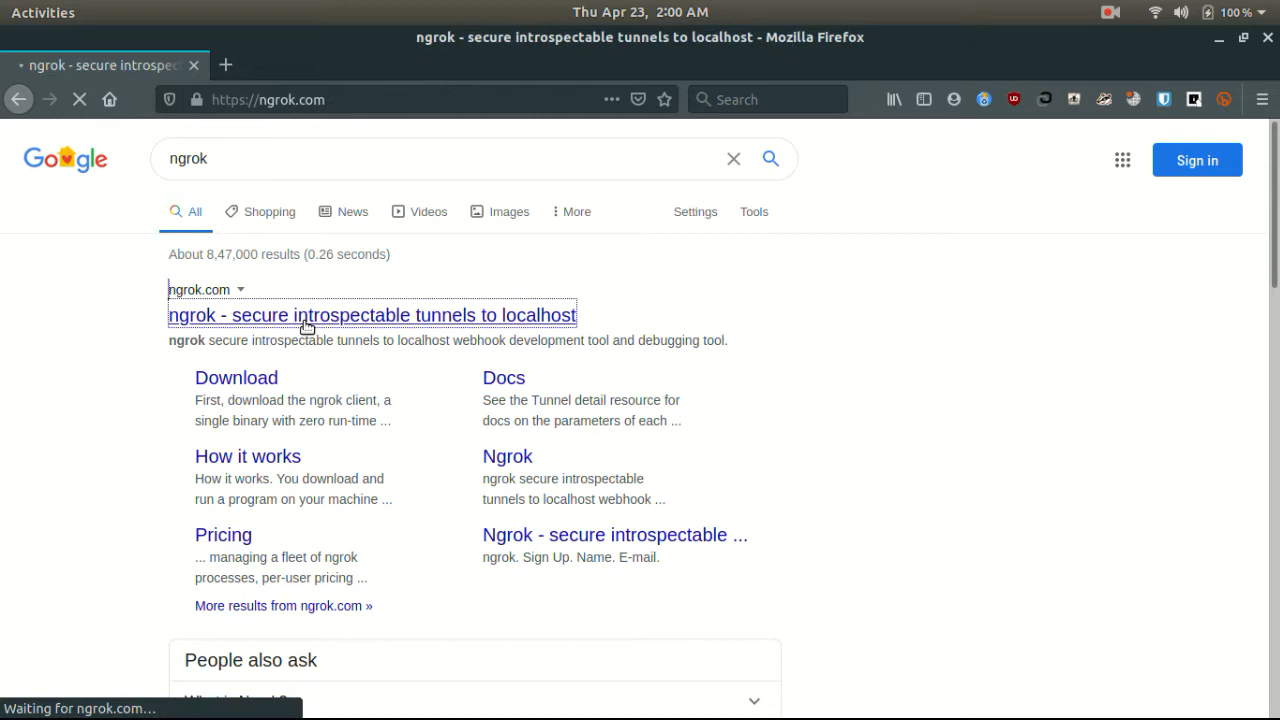 Activities
Thu Apr 23, 2:00 AM
100 %
ngrok - secure introspectable tunnels to localhost - Mozilla Firefox
ngrok - secure introspec
https://ngrok.com
Search
Google
ngrok
Sign in
All
Shopping
News
Videos
Images
More
Settings
Tools
About 8,47,000 results (0.26 seconds)
ngrok.com
ngrok - secure introspectable tunnels to localhost
ngrok secure introspectable tunnels to localhost webhook development tool and debugging tool.
Download
First, download the ngrok client, a
single binary with zero run-time ...
Docs
See the Tunnel detail resource for
docs on the parameters of each ...
How it works
How it works. You download and
run a program on your machine ...
Ngrok
ngrok secure introspectable
tunnels to localhost webhook ...
Pricing
... managing a fleet of ngrok
processes, per-user pricing ...
Ngrok - secure introspectable ...
ngrok. Sign Up. Name. E-mail.
More results from ngrok.com »
People also ask
Waiting for ngrok.com…